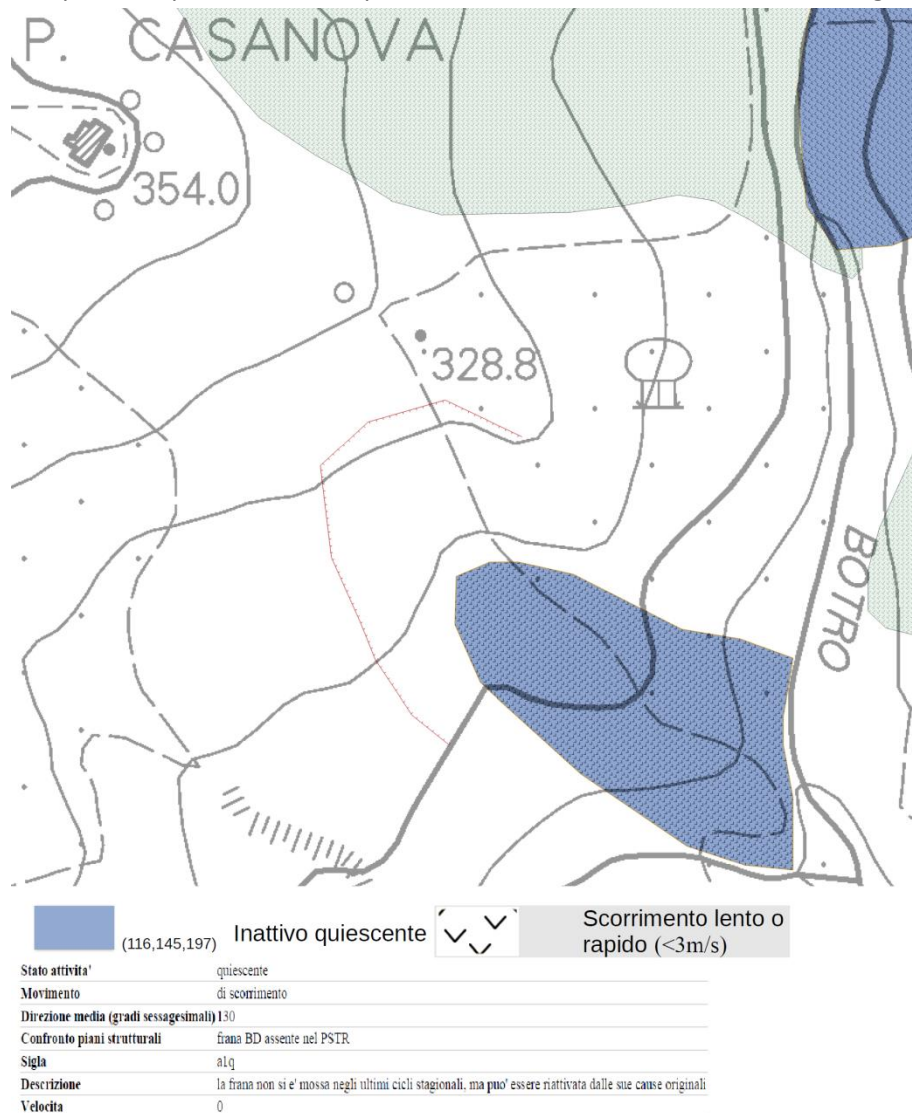 P. CASANOVA
354.0
328.8
BOTRO
(116,145,197) Inattivo quiescente
Scorrimento lento o
rapido (<3m/s)
Stato attivita' quiescente
Movimento di scorrimento
Direzione media (gradi sessagesimali) 130
Confronto piani strutturali frana BD assente nel PSTR
Sigla a1q
Descrizione la frana non si e' mossa negli ultimi cicli stagionali, ma puo' essere riattivata dalle sue cause originali
Velocita 0